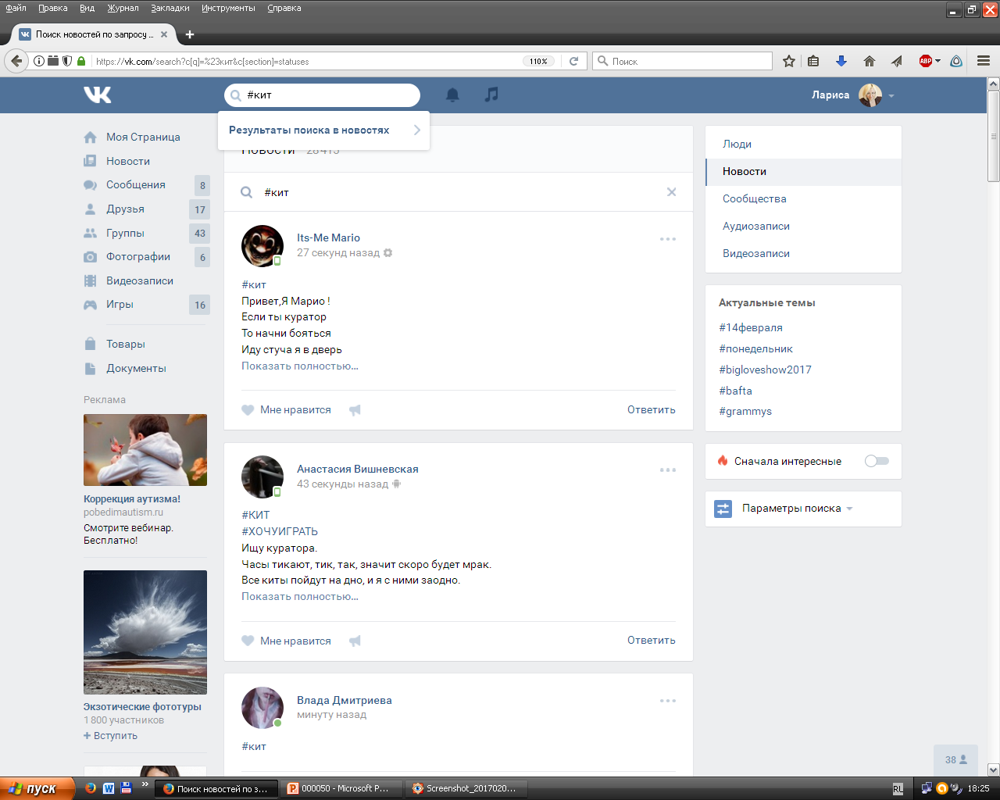 Файл Правка Вид Журнал Закладки Инструменты Справка
Поиск новостей по запросу ...
https://vk.com/search?c[q]=%23кит&c[section]=statuses
110%
Поиск
ABP
#кит
Лариса
Результаты поиска в новостях
Моя Страница
Новости
Сообщения 8
Друзья 17
Группы 43
Фотографии 6
Видеозаписи
Игры 16
Товары
Документы
Реклама
Коррекция аутизма!
pobedimautism.ru
Смотрите вебинар.
Бесплатно!
Экзотические фототуры
1 800 участников
Вступить
Новости 28415
#кит
Its-Me Mario
27 секунд назад
#кит
Привет,Я Марио !
Если ты куратор
То начни бояться
Иду стуча я в дверь
Показать полностью...
Мне нравится
Ответить
Анастасия Вишневская
43 секунды назад
#КИТ
#ХОЧУИГРАТЬ
Ищу куратора.
Часы тикают, тик, так, значит скоро будет мрак.
Все киты пойдут на дно, и я с ними заодно.
Показать полностью...
Мне нравится
Ответить
Влада Дмитриева
минуту назад
#кит
Люди
Новости
Сообщества
Аудиозаписи
Видеозаписи
Актуальные темы
#14февраля
#понедельник
#bigloveshow2017
#bafta
#grammys
Сначала интересные
Параметры поиска
38
пуск
Поиск новостей по з...
000050 - Microsoft P...
Screenshot_2017020...
RL
18:25